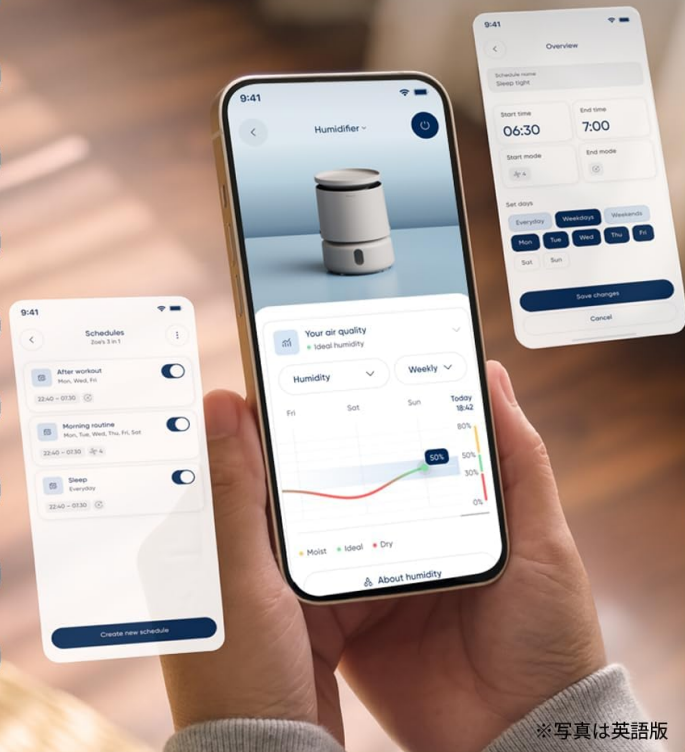 9:41
Schedules
Zoe's 3 in 1
After workout
Mon, Wed, Fri
22:40 – 01:30
Morning routine
Mon, Tue, Wed, Thu, Fri, Sat
22:40 – 01:30
4
Sleep
Everyday
22:40 – 01:30
Create new schedule
9:41
Humidifier
Your air quality
Ideal humidity
Humidity
Weekly
Fri
Sat
Sun
Today
18:42
80%
50%
50%
30%
0%
Moist
Ideal
Dry
About humidity
9:41
Overview
Schedule name
Sleep tight
Start time
06:30
End time
7:00
Start mode
4
End mode
Set days
Everyday
Weekdays
Weekends
Mon
Tue
Wed
Thu
Fri
Sat
Sun
Save changes
Cancel
※写真は英語版